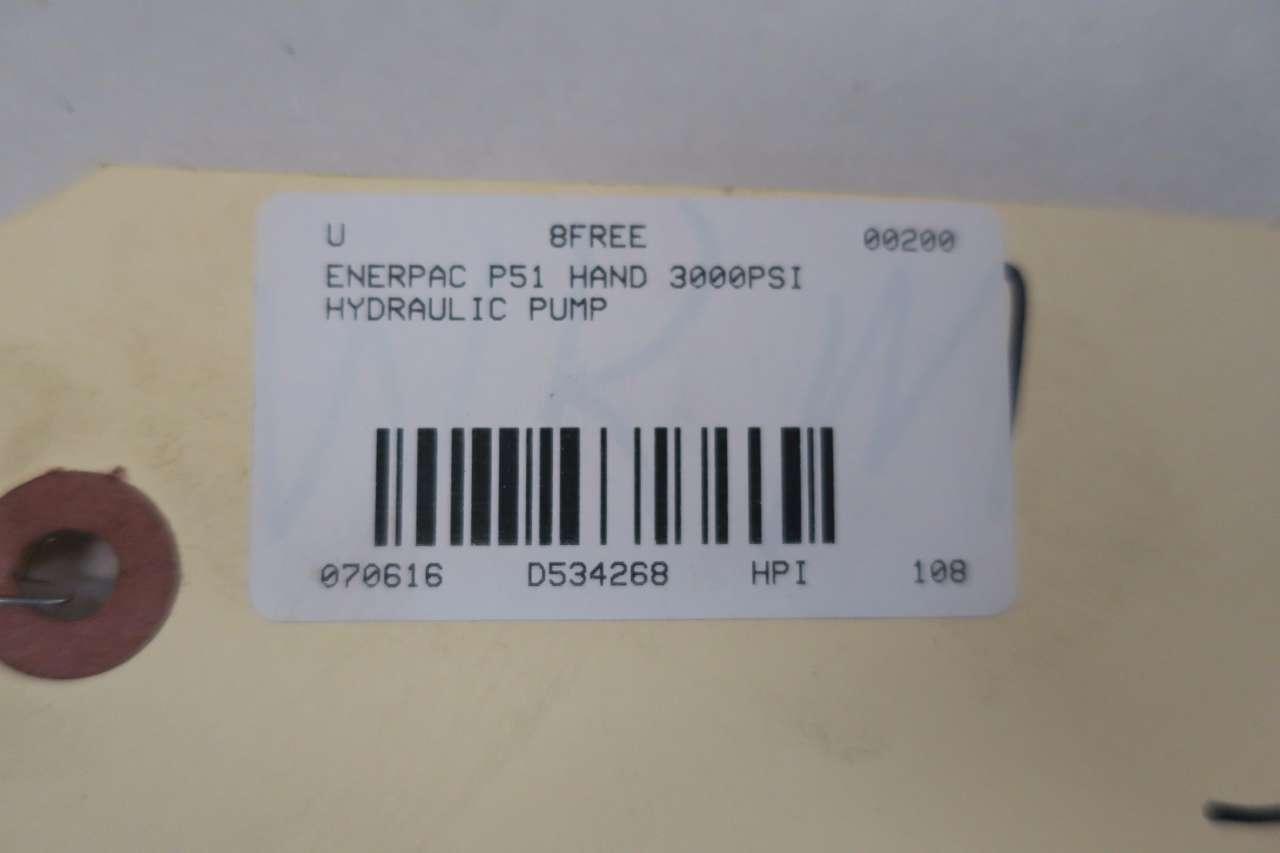 U 8FREE 00200
ENERPAC P51 HAND 3000PSI
HYDRAULIC PUMP
070616 D534268 HPI 108